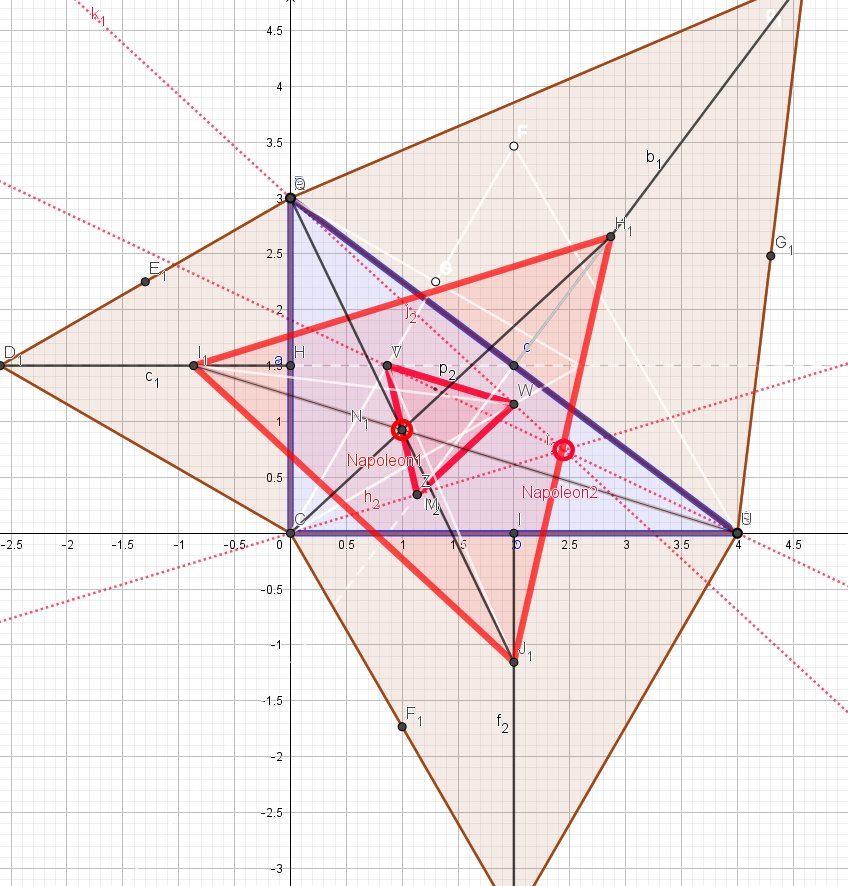 k₁
4.5
4
F
3.5
b₁
3
2.5
H₁
G₁
E₁
2
j₂
D₁
I₁
1.5
a
H
V
c
c₁
p₂
W
1
N₁
Napoleon1
0.5
h₂
Z
M₂
Napoleon2
C
I
-2.5
-2
-1.5
-1
-0.5
0
0.5
1
1.5
b
2.5
3
3.5
4
4.5
-0.5
-1
J₁
-1.5
F₁
f₂
-2
-2.5
-3